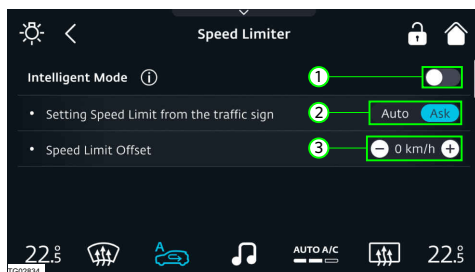 Speed Limiter
Intelligent Mode i 1
• Setting Speed Limit from the traffic sign 2 Auto Ask
• Speed Limit Offset 3 − 0 km/h +
22.5 A AUTO A/C 22.5
TG02834